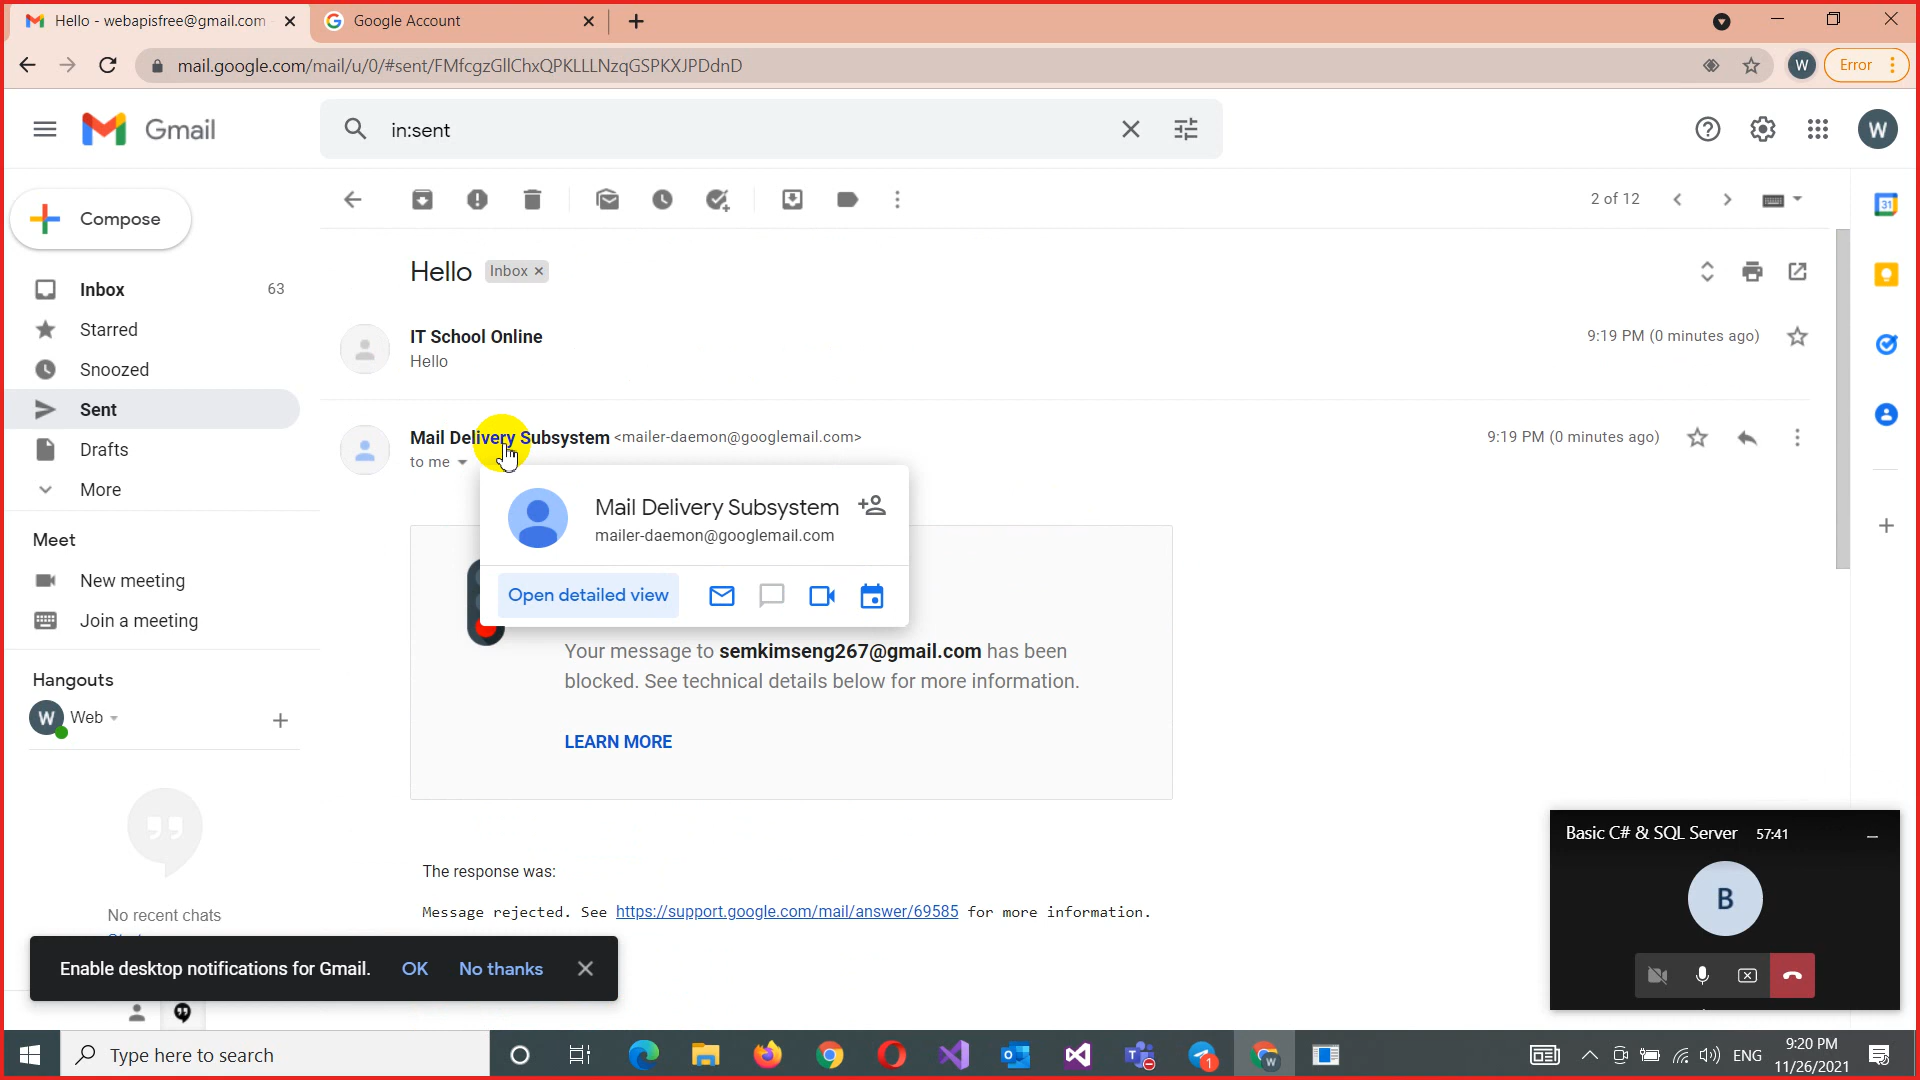 Hello - webapisfree@gmail.com
Google Account
mail.google.com/mail/u/0/#sent/FMfcgzGllChxQPKLLLNzqGSPKXJPDdnD
W
Error
Gmail
in:sent
W
Compose
2 of 12
31
Hello
Inbox
Inbox
63
IT School Online
9:19 PM (0 minutes ago)
Hello
Starred
Snoozed
Sent
Mail Delivery Subsystem <mailer-daemon@googlemail.com>
9:19 PM (0 minutes ago)
to me
Drafts
More
Mail Delivery Subsystem
mailer-daemon@googlemail.com
Open detailed view
Meet
New meeting
Join a meeting
Your message to semkimseng267@gmail.com has been
blocked. See technical details below for more information.
LEARN MORE
Hangouts
W
Web
No recent chats
The response was:
Message rejected. See https://support.google.com/mail/answer/69585 for more information.
Enable desktop notifications for Gmail.
OK
No thanks
Basic C# & SQL Server
57:41
B
Type here to search
1
W
ENG
9:20 PM
11/26/2021